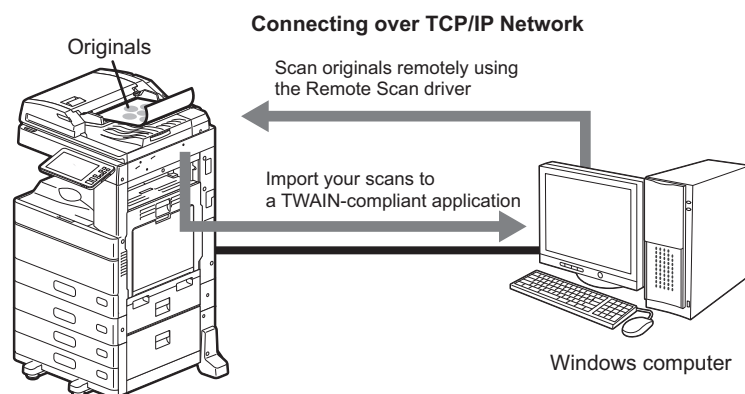 Connecting over TCP/IP Network
Originals
Scan originals remotely using
the Remote Scan driver
Import your scans to
a TWAIN-compliant application
Windows computer